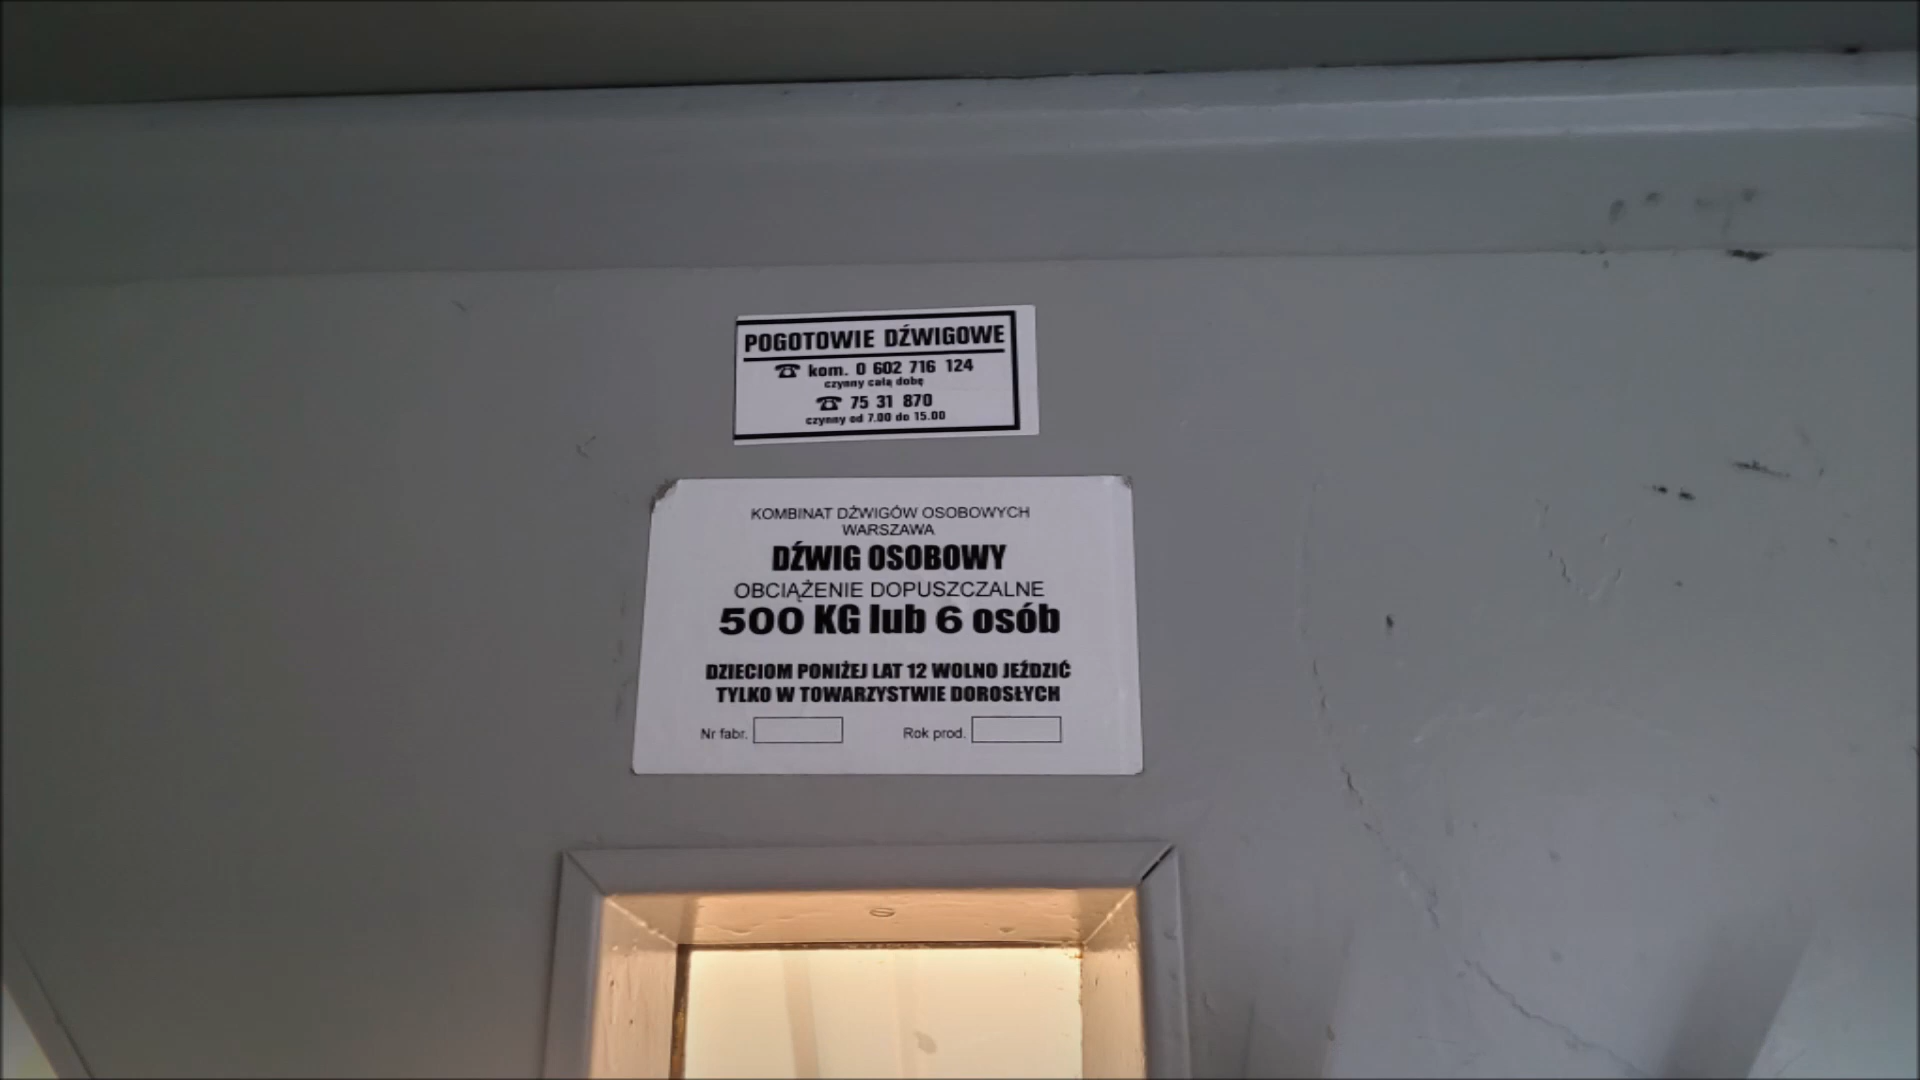 POGOTOWIE DŹWIGOWE
☎ kom. 0 602 716 124
czynny całą dobę
☎ 75 31 870
czynny od 7.00 do 15.00
KOMBINAT DŹWIGÓW OSOBOWYCH
WARSZAWA
DŹWIG OSOBOWY
OBCIĄŻENIE DOPUSZCZALNE
500 KG lub 6 osób
DZIECIOM PONIŻEJ LAT 12 WOLNO JEŹDZIĆ
TYLKO W TOWARZYSTWIE DOROSŁYCH
Nr fabr. Rok prod.